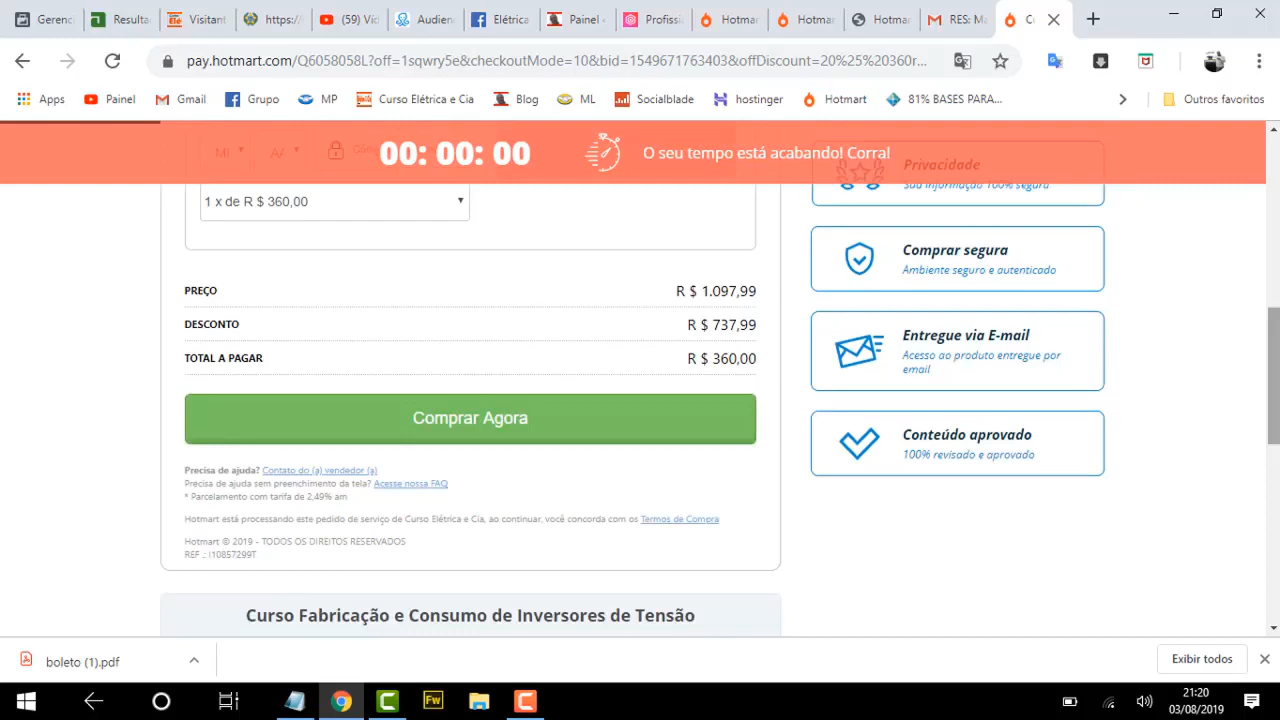 Gerenci
Resulta
Visitant
https:/
(59) Víd
Audien
Elétrica
Painel
Profissi
Hotmar
Hotmar
Hotmar
RES: Ma
Cu
pay.hotmart.com/Q605805
L?off=1sqwry5e&checkoutMode=10&bid=1549671763403&offDiscount=20%25%20360r...
Apps
Painel
Gmail
Grupo
MP
Curso Elétrica e Cia
Blog
ML
Socialblade
hostinger
Hotmart
81% BASES PARA...
Outros favoritos
00: 00: 00
O seu tempo está acabando! Corra!
Privacidade
Sua informação 100% segura
1 x de R $ 360,00
Comprar segura
Ambiente seguro e autenticado
PREÇO R $ 1.097,99
DESCONTO R $ 737,99
TOTAL A PAGAR R $ 360,00
Entregue via E-mail
Acesso ao produto entregue por
email
Comprar Agora
Conteúdo aprovado
100% revisado e aprovado
Precisa de ajuda? Contato do (a) vendedor (a)
Precisa de ajuda sem preenchimento da tela? Acesse nossa FAQ
* Parcelamento com tarifa de 2,49% am
Hotmart está processando este pedido de serviço de Curso Elétrica e Cia, ao continuar, você concorda com os Termos de Compra
Hotmart © 2019 - TODOS OS DIREITOS RESERVADOS
REF .:
Curso Fabricação e Consumo de Inversores de Tensão
boleto (1).pdf
Exibir todos
Fw
21:20
03/08/2019